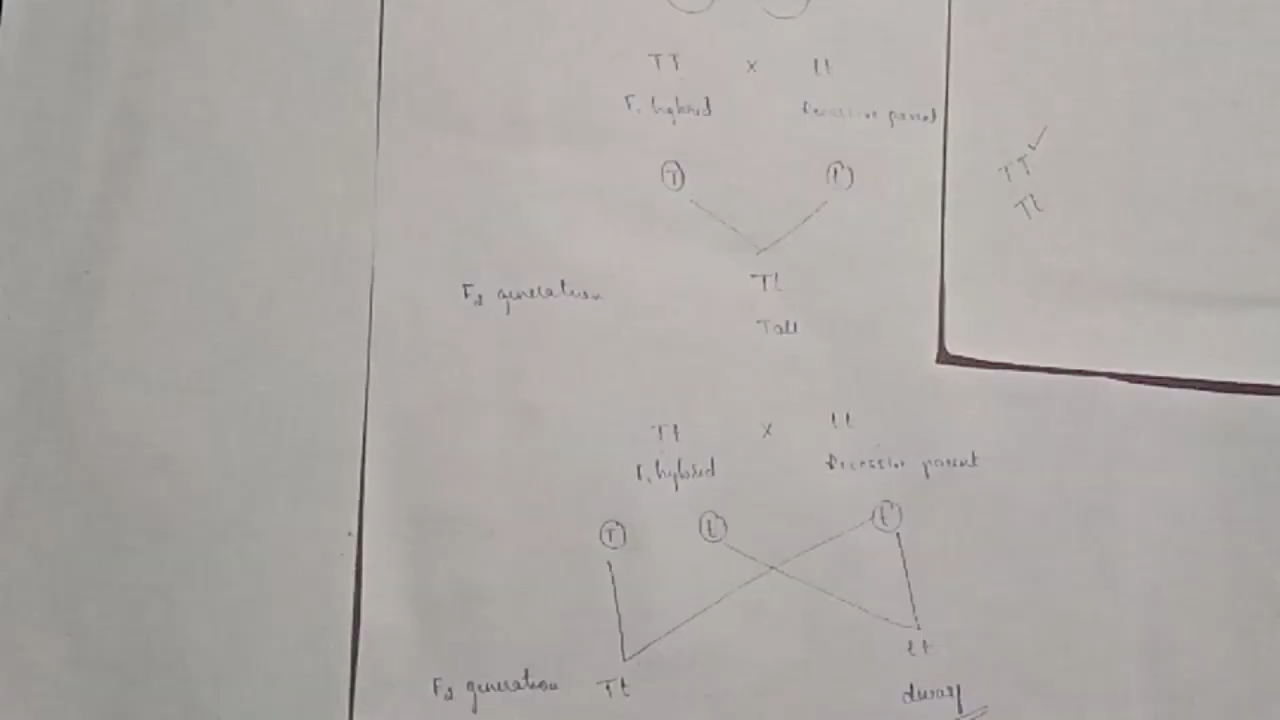 TT x tt
F1 hybrid Recessive parent
T t
Tt
F2 generation
Tall
TT
Tt
Tt x tt
F1 hybrid Recessive parent
T t t
tt
F2 generation Tt
dwarf